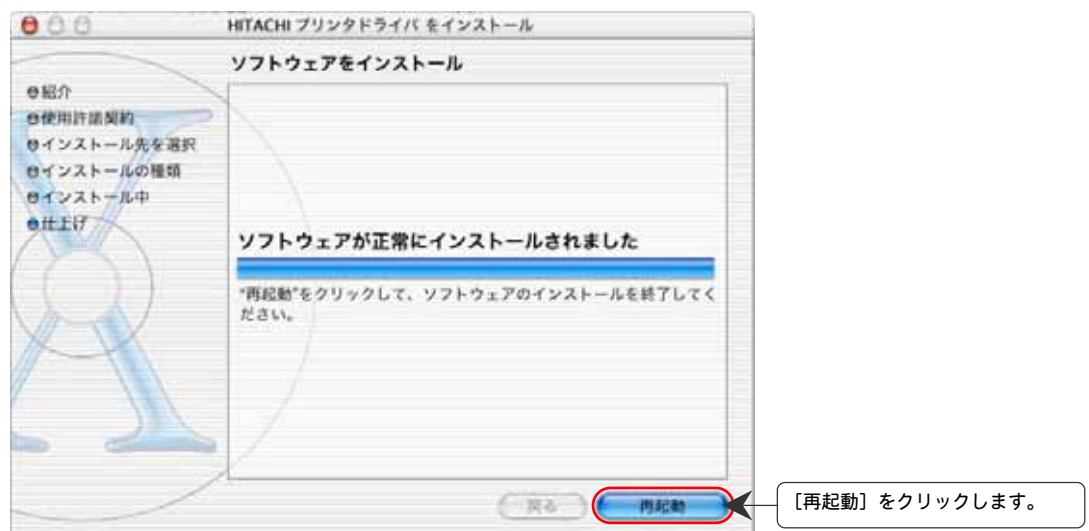 HITACHI プリンタドライバ をインストール
ソフトウェアをインストール
紹介
使用許諾契約
インストール先を選択
インストールの種類
インストール中
仕上げ
ソフトウェアが正常にインストールされました
"再起動"をクリックして、ソフトウェアのインストールを終了してく
ださい。
戻る
再起動
［再起動］をクリックします。